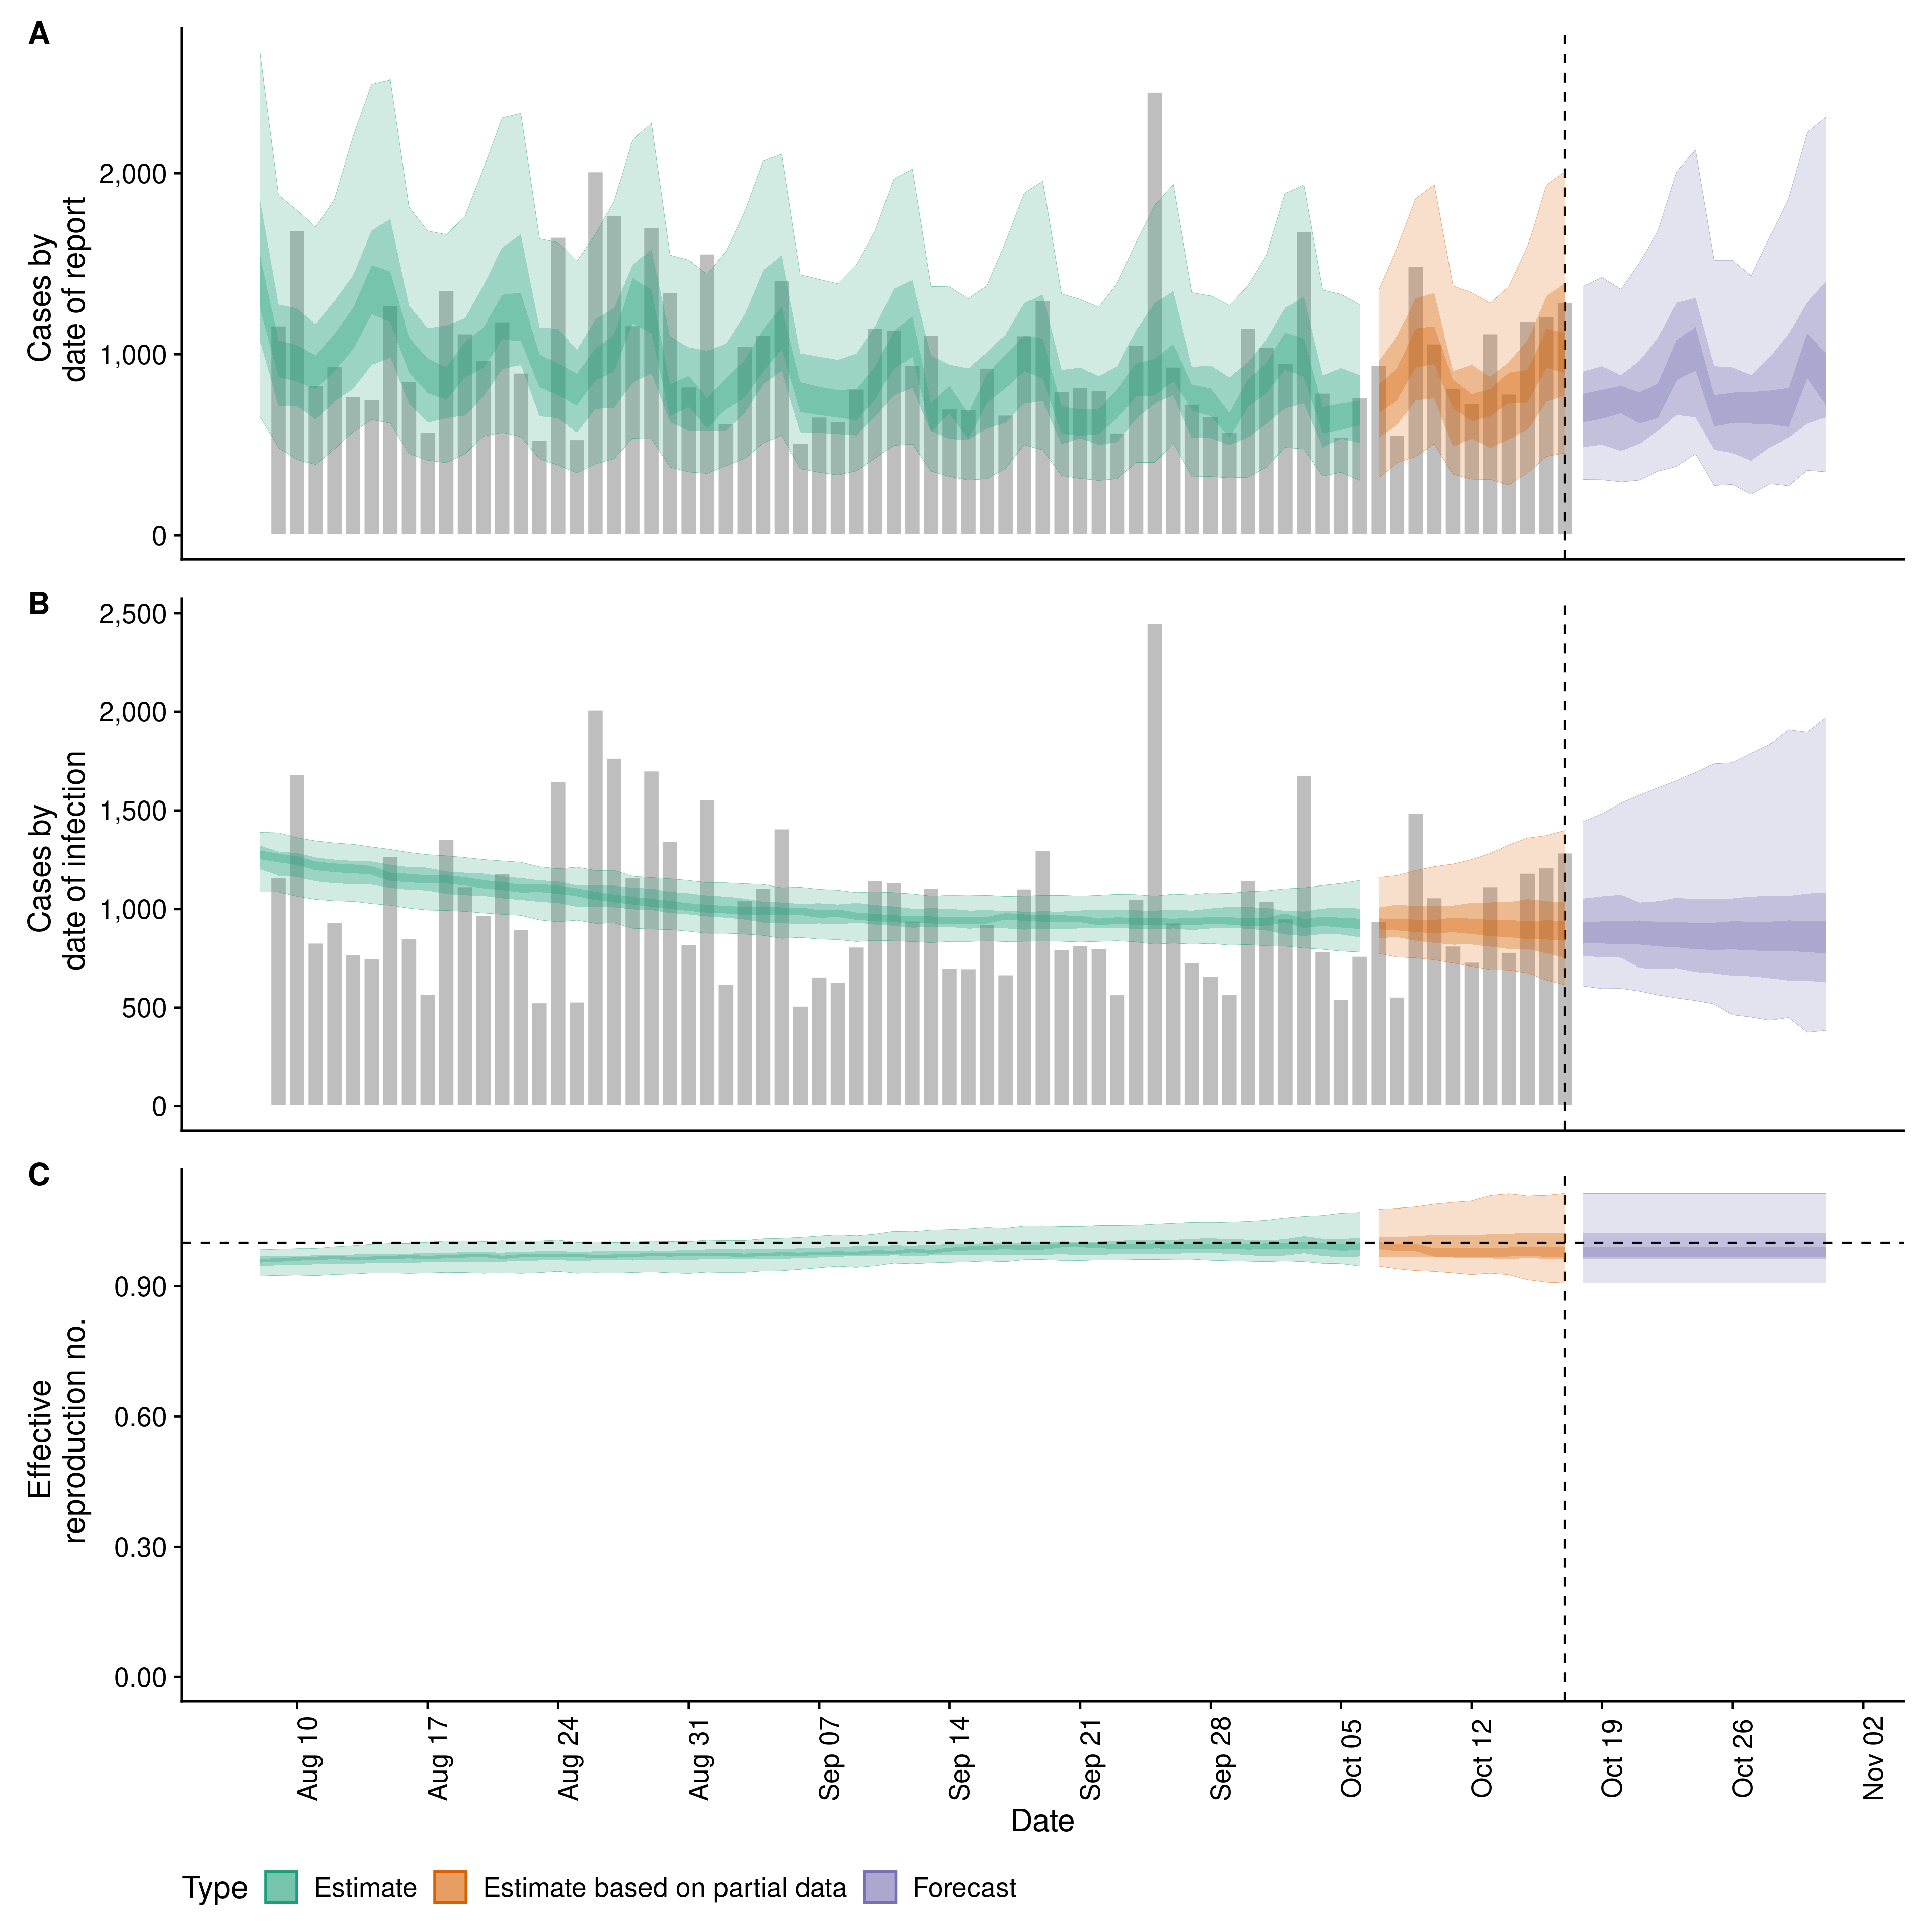 A
Cases by
date of report
2,000
1,000
0
B
Cases by
date of infection
2,500
2,000
1,500
1,000
500
0
C
Effective
reproduction no.
0.90
0.60
0.30
0.00
Aug 10
Aug 17
Aug 24
Aug 31
Sep 07
Sep 14
Sep 21
Sep 28
Oct 05
Oct 12
Oct 19
Oct 26
Nov 02
Date
Type Estimate Estimate based on partial data Forecast